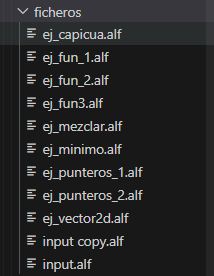 ficheros
ej_capicua.alf
ej_fun_1.alf
ej_fun_2.alf
ej_fun3.alf
ej_mezclar.alf
ej_minimo.alf
ej_punteros_1.alf
ej_punteros_2.alf
ej_vector2d.alf
input copy.alf
input.alf